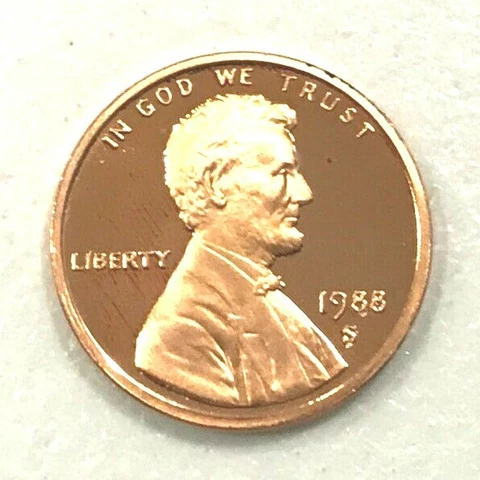 IN GOD WE TRUST
LIBERTY
1988
S